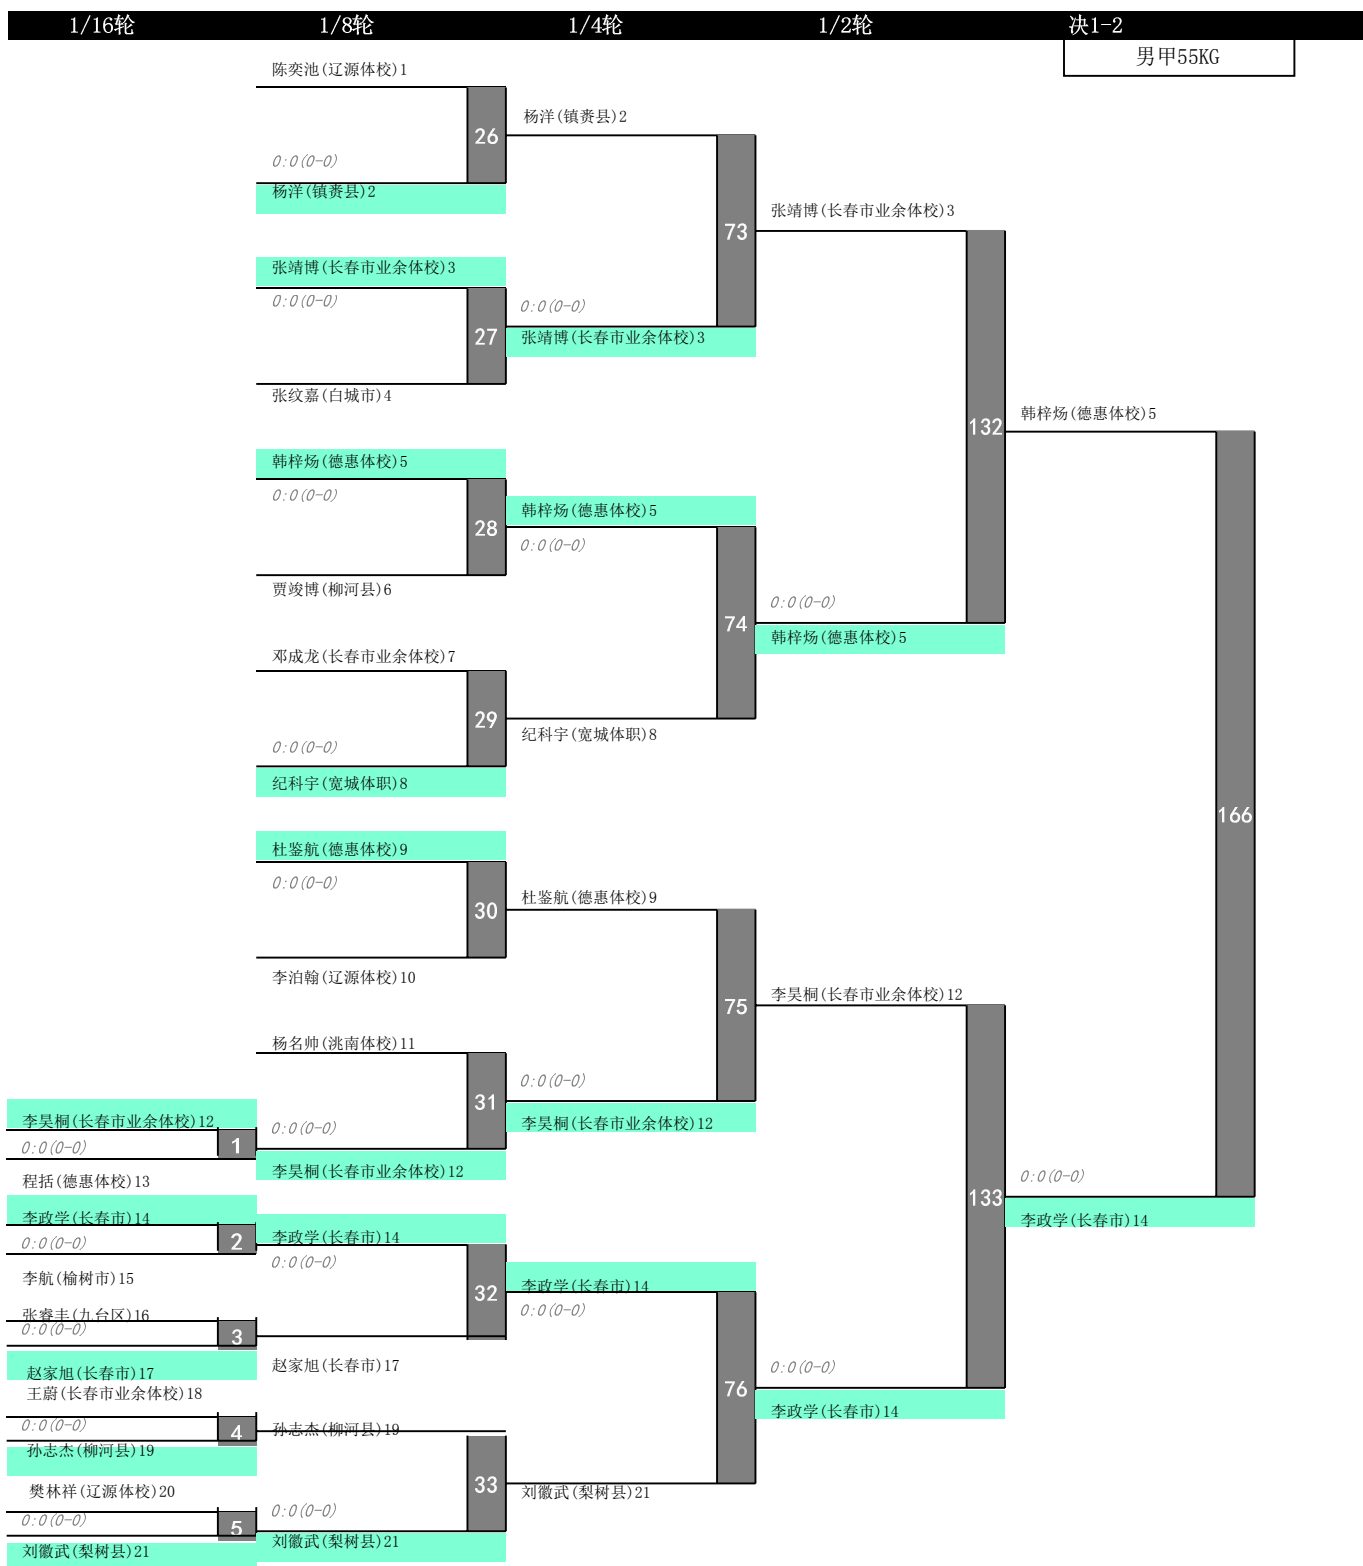 1/16轮 1/8轮 1/4轮 1/2轮 决1-2
男甲55KG
陈奕池(辽源体校)1
26
0:0(0-0)
杨洋(镇赉县)2
杨洋(镇赉县)2
张靖博(长春市业余体校)3
0:0(0-0)
27
张纹嘉(白城市)4
73
0:0(0-0)
张靖博(长春市业余体校)3
张靖博(长春市业余体校)3
韩梓炀(德惠体校)5
0:0(0-0)
28
贾竣博(柳河县)6
韩梓炀(德惠体校)5
0:0(0-0)
邓成龙(长春市业余体校)7
29
0:0(0-0)
纪科宇(宽城体职)8
74
纪科宇(宽城体职)8
0:0(0-0)
韩梓炀(德惠体校)5
132
韩梓炀(德惠体校)5
166
杜鉴航(德惠体校)9
0:0(0-0)
30
李泊翰(辽源体校)10
杜鉴航(德惠体校)9
75
李昊桐(长春市业余体校)12
杨名帅(洮南体校)11
31
0:0(0-0)
李昊桐(长春市业余体校)12
0:0(0-0)
李昊桐(长春市业余体校)12
李昊桐(长春市业余体校)12
0:0(0-0)
1
程括(德惠体校)13
李政学(长春市)14
0:0(0-0)
2
李航(榆树市)15
李政学(长春市)14
0:0(0-0)
32
133
0:0(0-0)
李政学(长春市)14
张睿丰(九台区)16
0:0(0-0)
3
赵家旭(长春市)17
赵家旭(长春市)17
李政学(长春市)14
0:0(0-0)
76
0:0(0-0)
李政学(长春市)14
王蔚(长春市业余体校)18
0:0(0-0)
4
孙志杰(柳河县)19
孙志杰(柳河县)19
33
刘徽武(梨树县)21
樊林祥(辽源体校)20
0:0(0-0)
5
刘徽武(梨树县)21
0:0(0-0)
刘徽武(梨树县)21